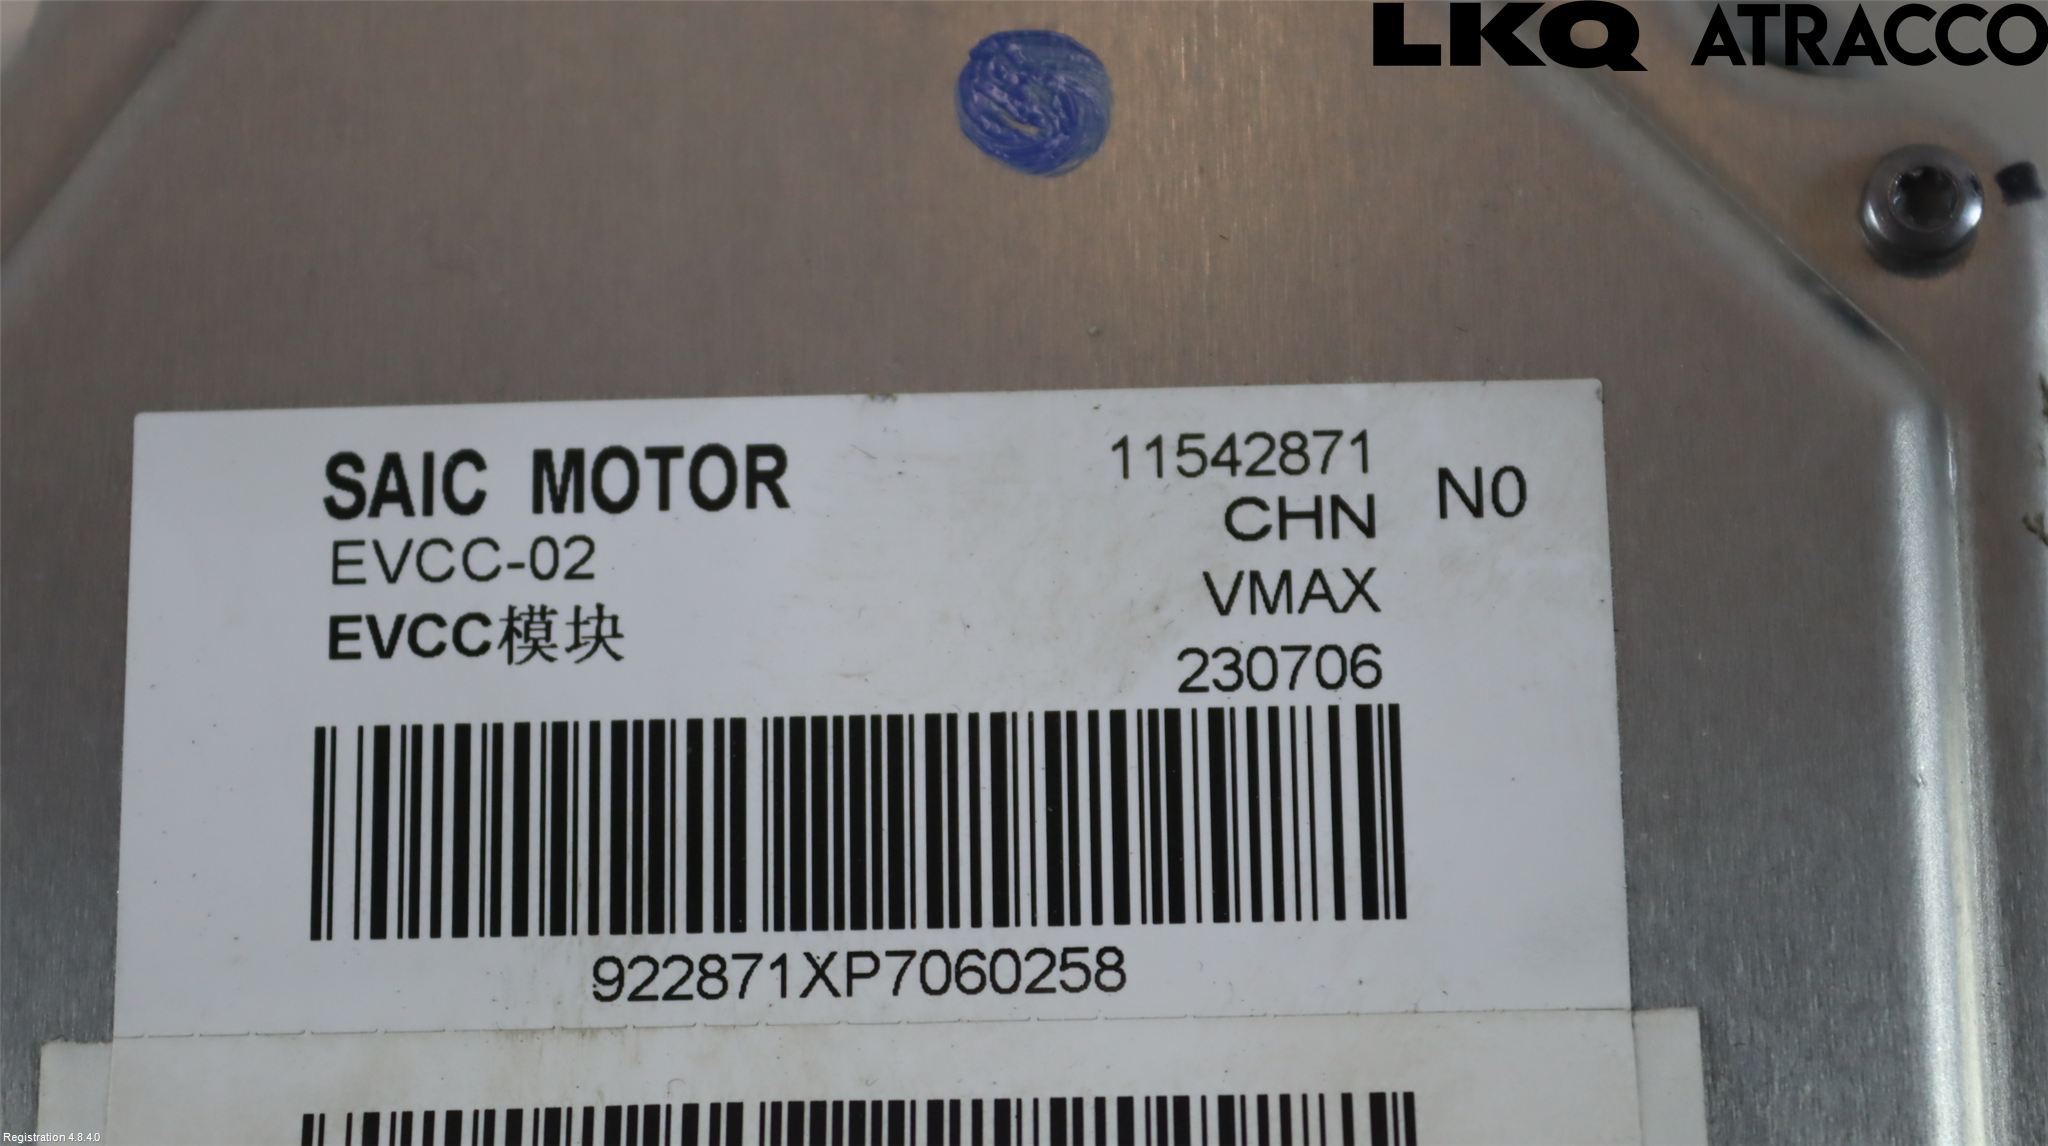 LKQ ATRACCO
SAIC MOTOR
EVCC-02
EVCC模块
11542871
CHN
N0
VMAX
230706
922871XP7060258
Registration 4.8.4.0